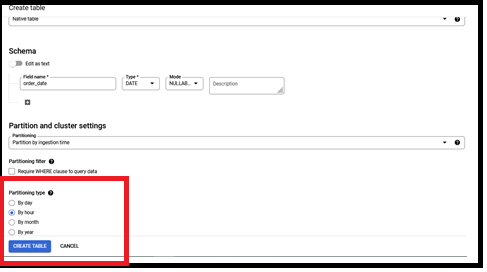 Create table
Native table
Schema
Edit as text
Field name * Type * Mode
order_date DATE NULLAB... Description
Partition and cluster settings
Partitioning
Partition by ingestion time
Partitioning filter
Require WHERE clause to query data
Partitioning type
By day
By hour
By month
By year
CREATE TABLE CANCEL